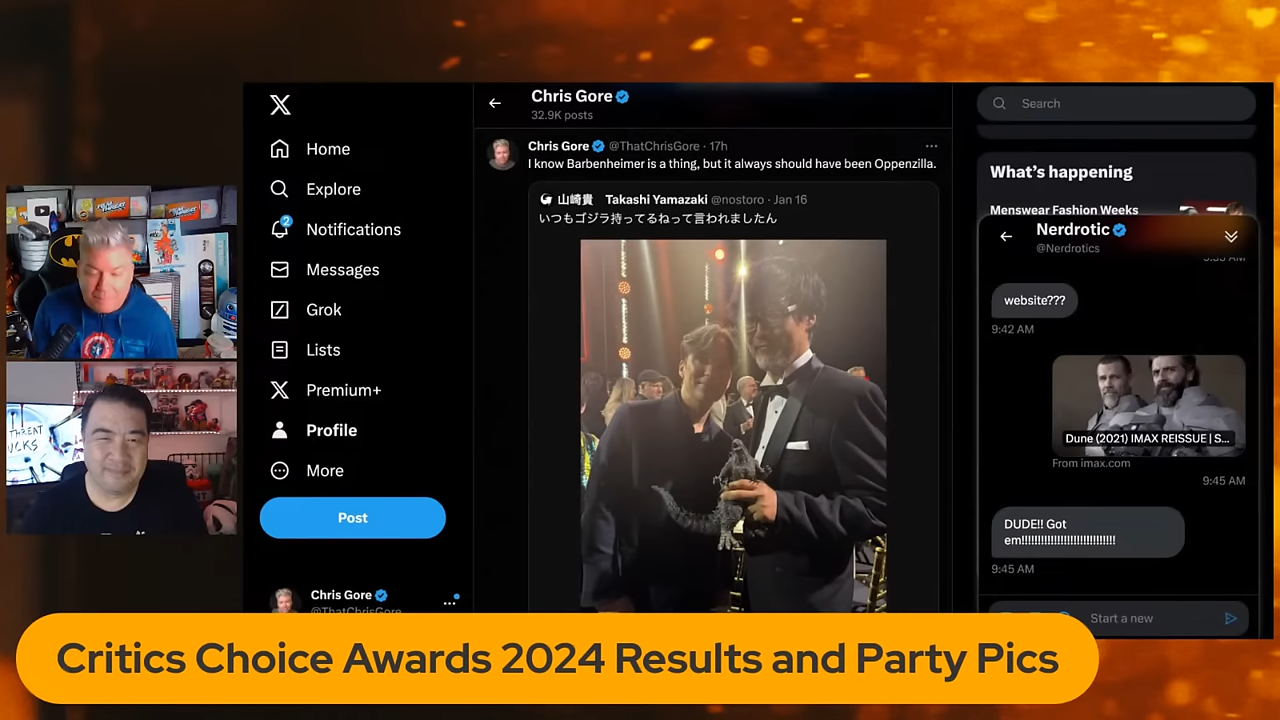 Home
Explore
2
Notifications
Messages
Grok
Lists
Premium+
Profile
More
Post
Chris Gore
@ThatChrisGore
Chris Gore
32.9K posts
Chris Gore @ThatChrisGore · 17h
I know Barbenheimer is a thing, but it always should have been Oppenzilla.
山崎貴 Takashi Yamazaki @nostoro · Jan 16
いつもゴジラ持ってるねって言われましたん
Search
What's happening
Menswear Fashion Weeks
Nerdrotic
@Nerdrotics
website???
9:42 AM
Dune (2021) IMAX REISSUE | S...
From imax.com
9:45 AM
DUDE!! Got
em!!!!!!!!!!!!!!!!!!!!!!!!!!!!!
9:45 AM
Start a new
THREAT
Critics Choice Awards 2024 Results and Party Pics